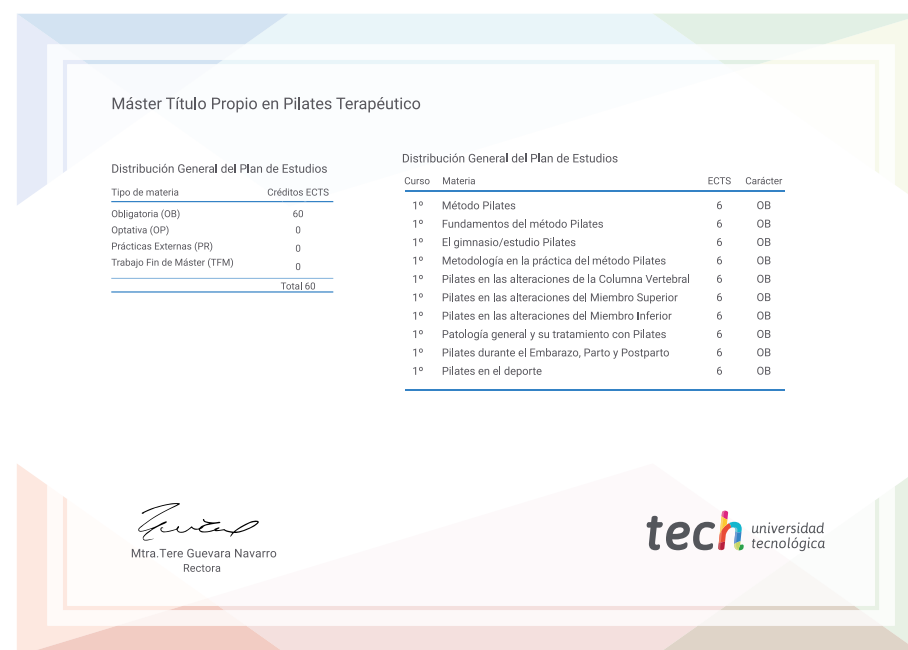 Máster Título Propio en Pilates Terapéutico
Distribución General del Plan de Estudios
Tipo de materia Créditos ECTS
Obligatoria (OB) 60
Optativa (OP) 0
Prácticas Externas (PR) 0
Trabajo Fin de Máster (TFM) 0
Total 60
Distribución General del Plan de Estudios
Curso Materia ECTS Carácter
1º Método Pilates 6 OB
1º Fundamentos del método Pilates 6 OB
1º El gimnasio/estudio Pilates 6 OB
1º Metodología en la práctica del método Pilates 6 OB
1º Pilates en las alteraciones de la Columna Vertebral 6 OB
1º Pilates en las alteraciones del Miembro Superior 6 OB
1º Pilates en las alteraciones del Miembro Inferior 6 OB
1º Patología general y su tratamiento con Pilates 6 OB
1º Pilates durante el Embarazo, Parto y Postparto 6 OB
1º Pilates en el deporte 6 OB
Mtra.Tere Guevara Navarro
Rectora
tech universidad
tecnológica